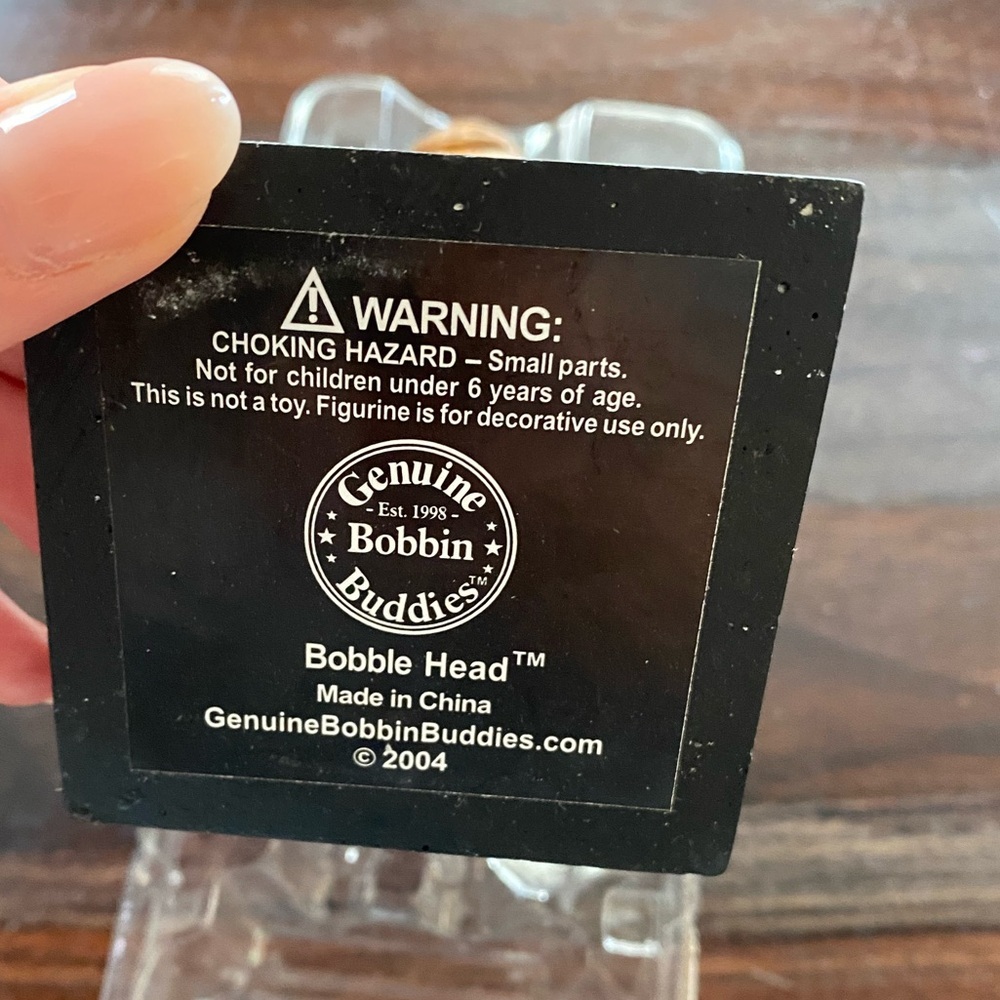 WARNING:
CHOKING HAZARD – Small parts.
Not for children under 6 years of age.
This is not a toy. Figurine is for decorative use only.
Genuine
- Est. 1998 -
Bobbin
Buddies™
Bobble Head™
Made in China
GenuineBobbinBuddies.com
© 2004